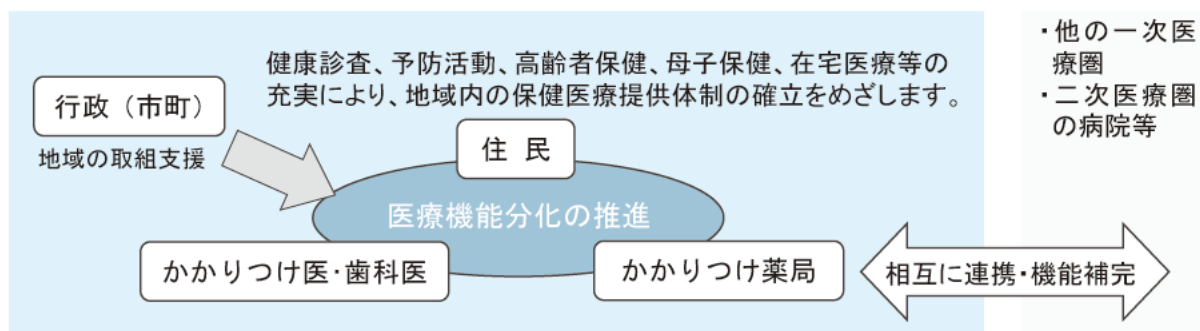 健康診査、予防活動、高齢者保健、母子保健、在宅医療等の
充実により、地域内の保健医療提供体制の確立をめざします。
行政（市町）
地域の取組支援
住 民
医療機能分化の推進
かかりつけ医・歯科医
かかりつけ薬局
相互に連携・機能補完
・他の一次医
療圏
・二次医療圏
の病院等